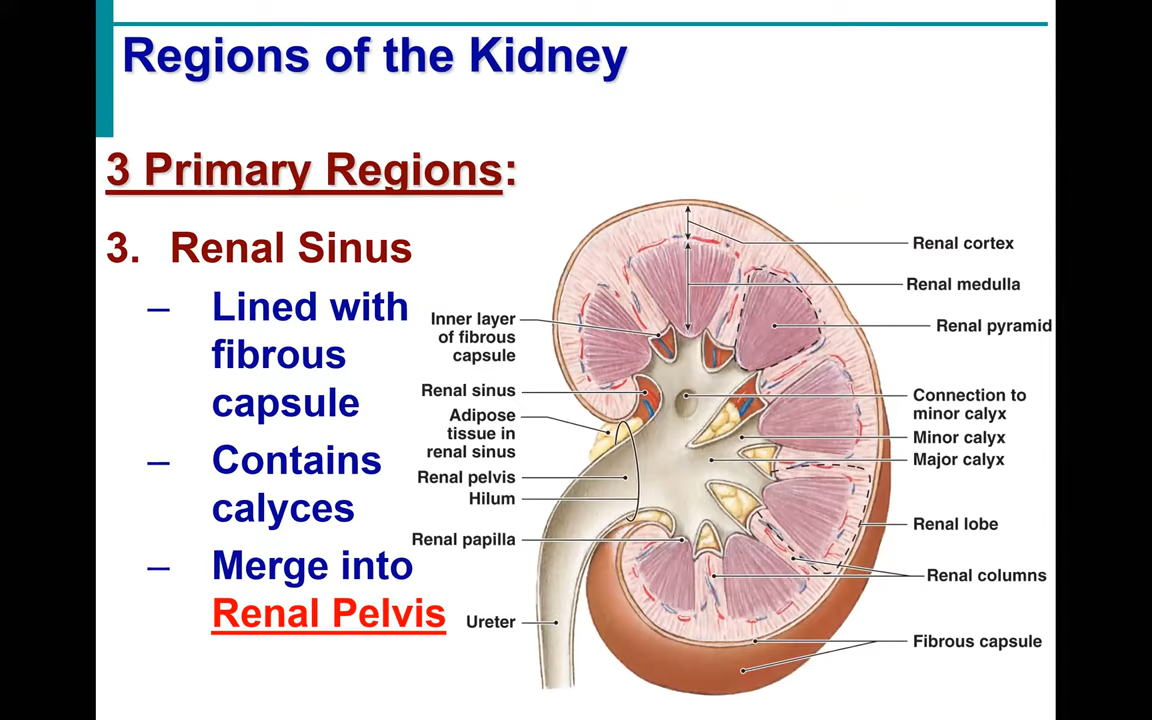 Regions of the Kidney
3 Primary Regions:
3. Renal Sinus
– Lined with
fibrous
capsule
– Contains
calyces
– Merge into
Renal Pelvis
Inner layer
of fibrous
capsule
Renal sinus
Adipose
tissue in
renal sinus
Renal pelvis
Hilum
Renal papilla
Ureter
Renal cortex
Renal medulla
Renal pyramid
Connection to
minor calyx
Minor calyx
Major calyx
Renal lobe
Renal columns
Fibrous capsule